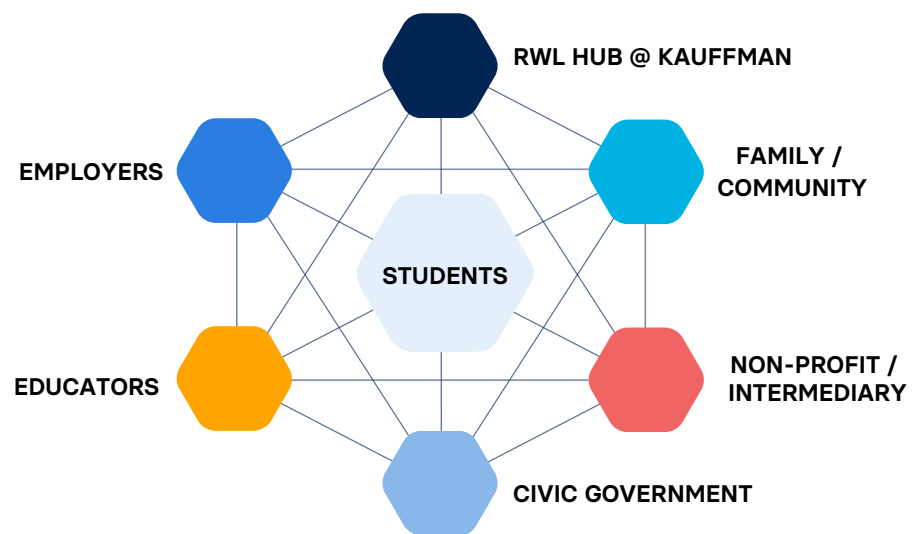 RWL HUB @ KAUFFMAN
EMPLOYERS
FAMILY /
COMMUNITY
STUDENTS
EDUCATORS
NON-PROFIT /
INTERMEDIARY
CIVIC GOVERNMENT